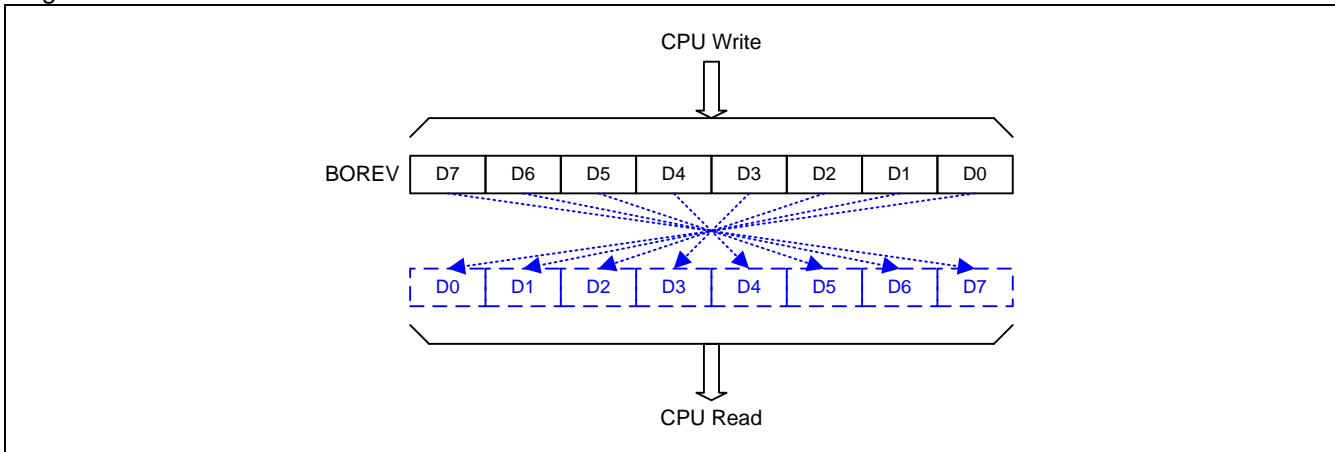 CPU Write
BOREV D7 D6 D5 D4 D3 D2 D1 D0
D0 D1 D2 D3 D4 D5 D6 D7
CPU Read